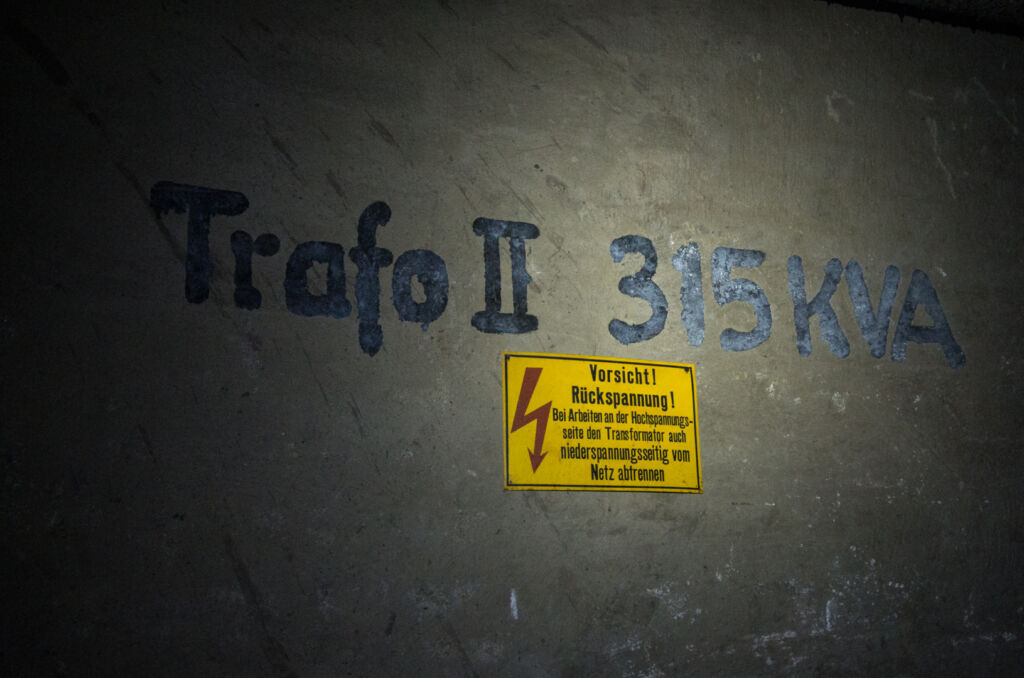 Trafo II 315 KVA
Vorsicht!
Rückspannung!
Bei Arbeiten an der Hochspannungs-
seite den Transformator auch
niederspannungsseitig vom
Netz abtrennen